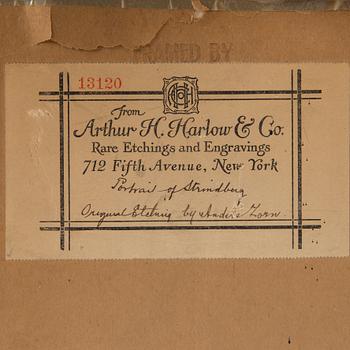 FRAMED BY
13120
From
Arthur H. Harlow & Co.
Rare Etchings and Engravings
712 Fifth Avenue, New York
Portrait of Strindberg
Original Etching by Anders Zorn